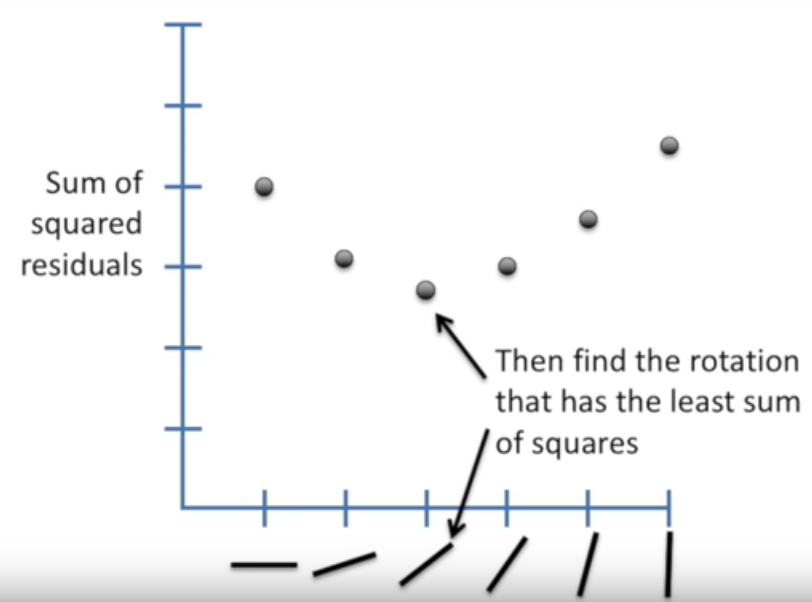 Sum of
squared
residuals
Then find the rotation
that has the least sum
of squares